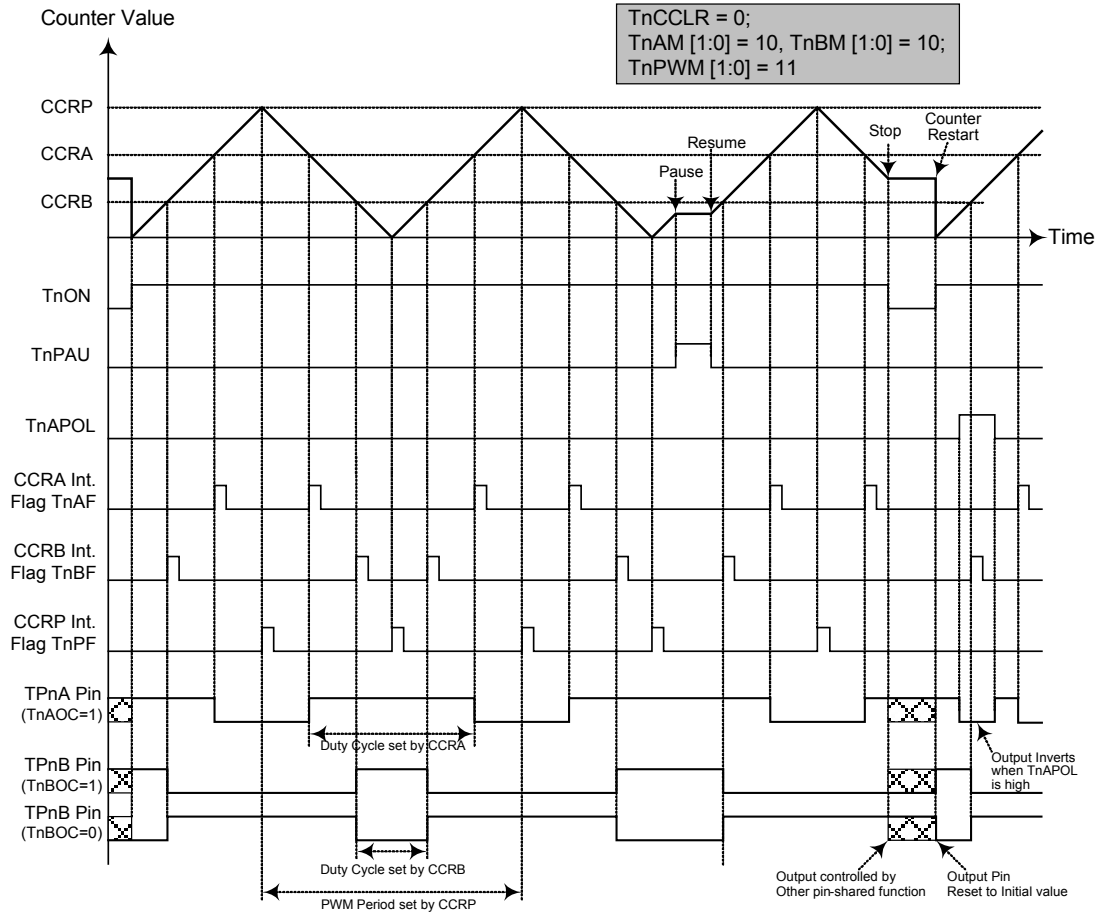 Counter Value
TnCCLR = 0;
TnAM [1:0] = 10, TnBM [1:0] = 10;
TnPWM [1:0] = 11
CCRP
CCRA
CCRB
Pause
Resume
Stop
Counter
Restart
Time
TnON
TnPAU
TnAPOL
CCRA Int.
Flag TnAF
CCRB Int.
Flag TnBF
CCRP Int.
Flag TnPF
TPnA Pin
(TnAOC=1)
Duty Cycle set by CCRA
Output Inverts
when TnAPOL
is high
TPnB Pin
(TnBOC=1)
TPnB Pin
(TnBOC=0)
Duty Cycle set by CCRB
PWM Period set by CCRP
Output controlled by
Other pin-shared function
Output Pin
Reset to Initial value